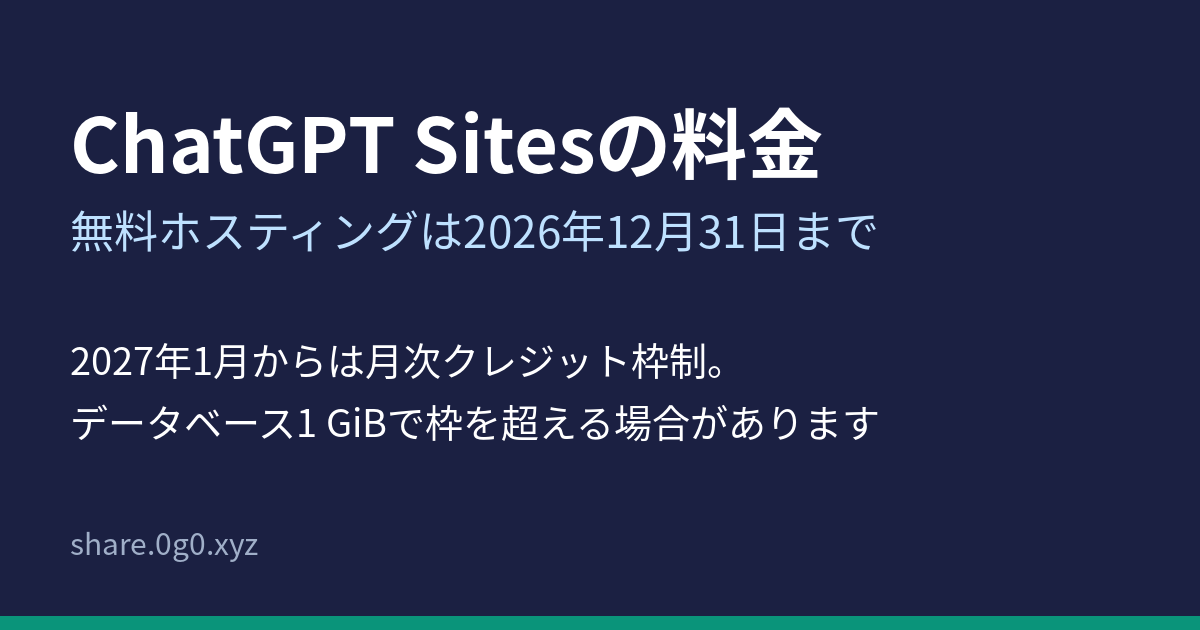 ChatGPT Sitesの料金
無料ホスティングは2026年12月31日まで
2027年1月からは月次クレジット枠制。
データベース1 GiBで枠を超える場合があります
share.0g0.xyz